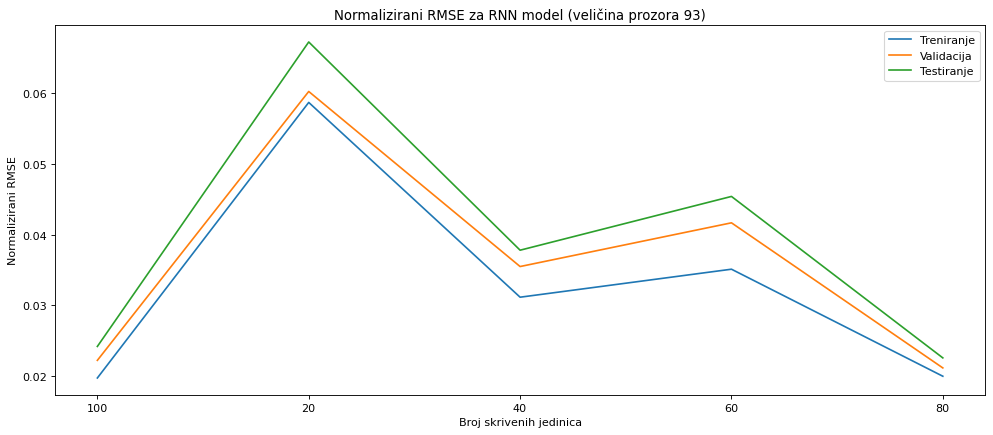 Normalizirani RMSE za RNN model (veličina prozora 93)
Treniranje
Validacija
Testiranje
Normalizirani RMSE
0.06
0.05
0.04
0.03
0.02
100
20
40
60
80
Broj skrivenih jedinica